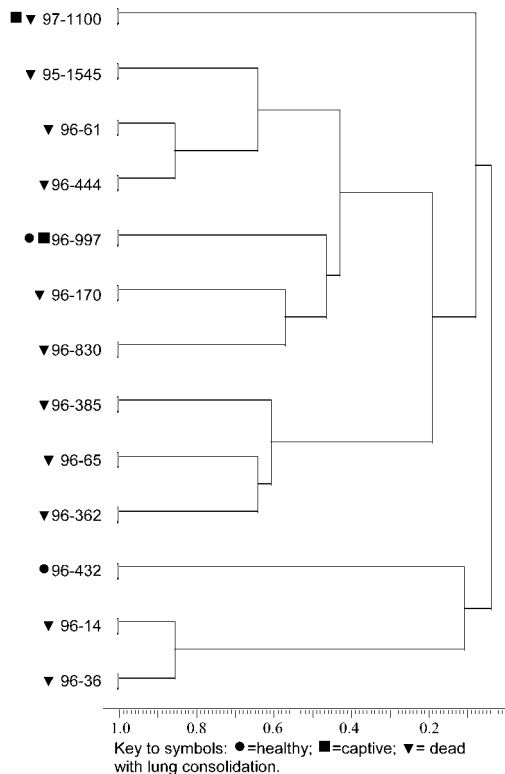 ■ ▼ 97-1100
▼ 95-1545
▼ 96-61
▼ 96-444
● ■ 96-997
▼ 96-170
▼ 96-830
▼ 96-385
▼ 96-65
▼ 96-362
● 96-432
▼ 96-14
▼ 96-36
1.0 0.8 0.6 0.4 0.2
Key to symbols: ●=healthy; ■=captive; ▼= dead
with lung consolidation.